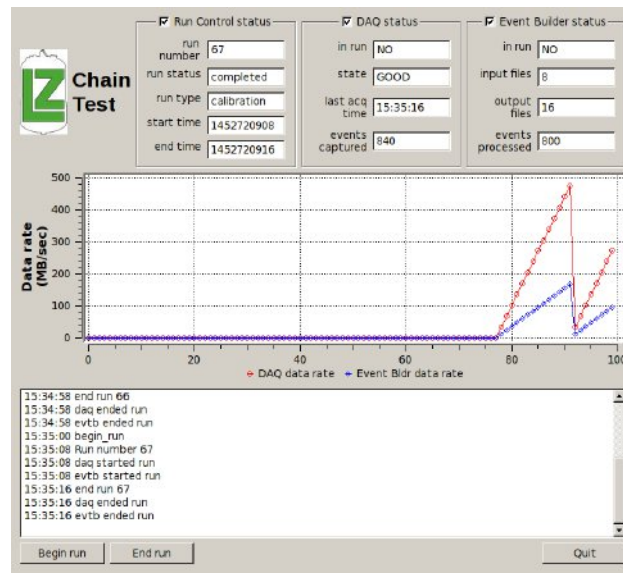 LZ Chain Test
Run Control status
run number 67
run status completed
run type calibration
start time 1452720908
end time 1452720916
DAQ status
in run NO
state GOOD
last acq time 15:35:16
events captured 840
Event Builder status
in run NO
input files 8
output files 16
events processed 800
Data rate (MB/sec)
500
400
300
200
100
0
0 20 40 60 80 100
DAQ data rate Event Bldr data rate
15:34:58 end run 66
15:34:58 daq ended run
15:34:58 evtb ended run
15:35:00 begin_run
15:35:08 Run number 67
15:35:08 daq started run
15:35:08 evtb started run
15:35:16 end run 67
15:35:16 daq ended run
15:35:16 evtb ended run
Begin run End run Quit